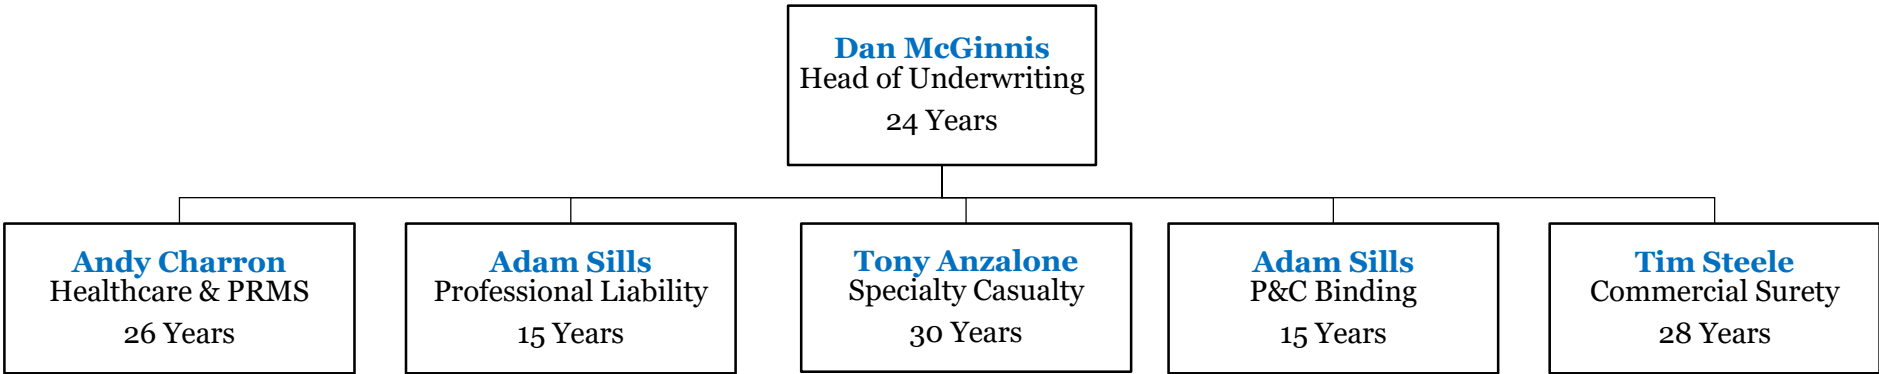 Dan McGinnis
Head of Underwriting
24 Years
Andy Charron
Healthcare & PRMS
26 Years
Adam Sills
Professional Liability
15 Years
Tony Anzalone
Specialty Casualty
30 Years
Adam Sills
P&C Binding
15 Years
Tim Steele
Commercial Surety
28 Years